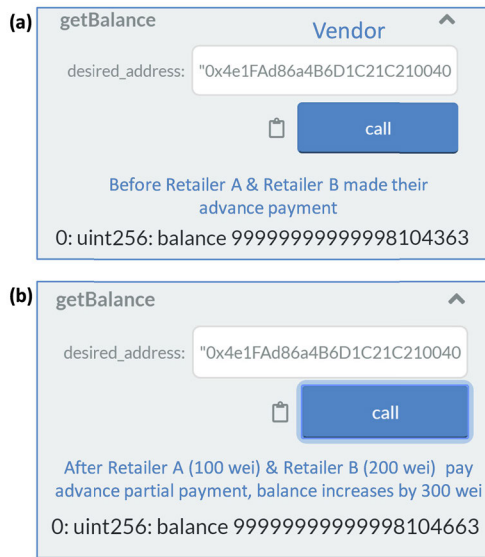 (a)
getBalance
Vendor
desired_address: "0x4e1FAd86a4B6D1C21C210040
call
Before Retailer A & Retailer B made their
advance payment
0: uint256: balance 99999999999998104363
(b)
getBalance
desired_address: "0x4e1FAd86a4B6D1C21C210040
call
After Retailer A (100 wei) & Retailer B (200 wei) pay
advance partial payment, balance increases by 300 wei
0: uint256: balance 99999999999998104663